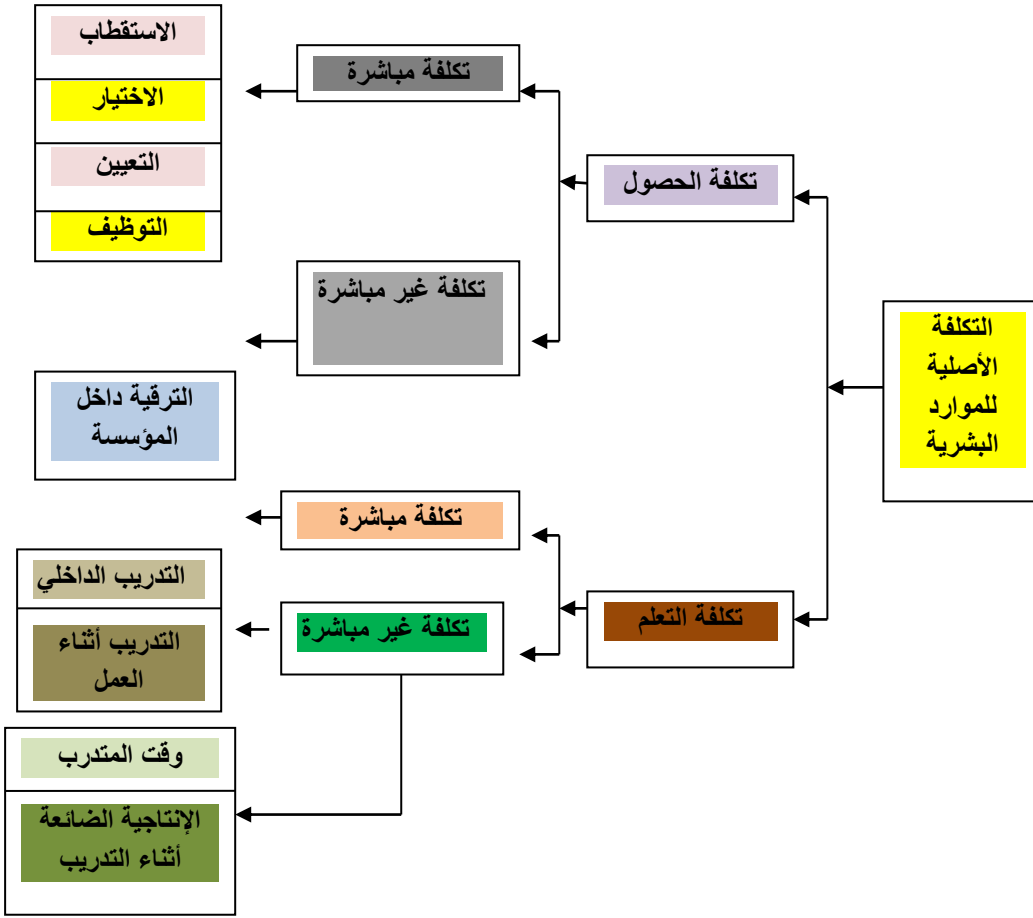 التكلفة
الأصلية
للموارد
البشرية
تكلفة الحصول
تكلفة مباشرة
الاستقطاب
الاختيار
التعيين
التوظيف
تكلفة غير مباشرة
الترقية داخل
المؤسسة
تكلفة التعلم
تكلفة مباشرة
التدريب الداخلي
التدريب أثناء
العمل
تكلفة غير مباشرة
وقت المتدرب
الإنتاجية الضائعة
أثناء التدريب